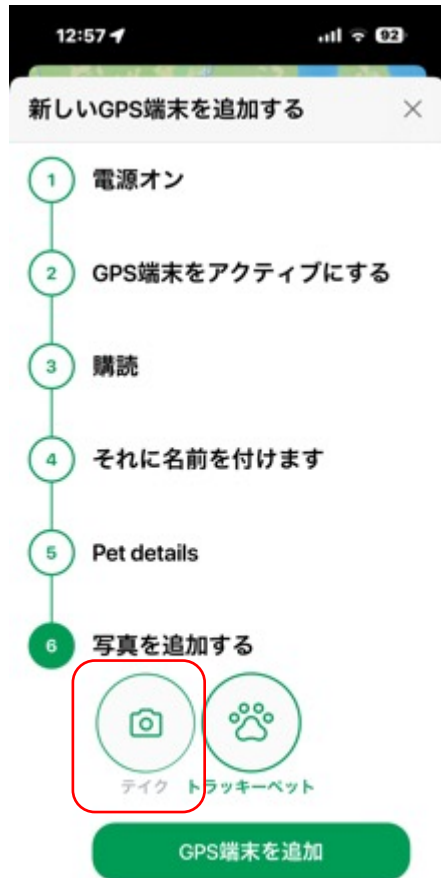 12:57
92
新しいGPS端末を追加する
1 電源オン
2 GPS端末をアクティブにする
3 購読
4 それに名前を付けます
5 Pet details
6 写真を追加する
テイク トラッキーペット
GPS端末を追加